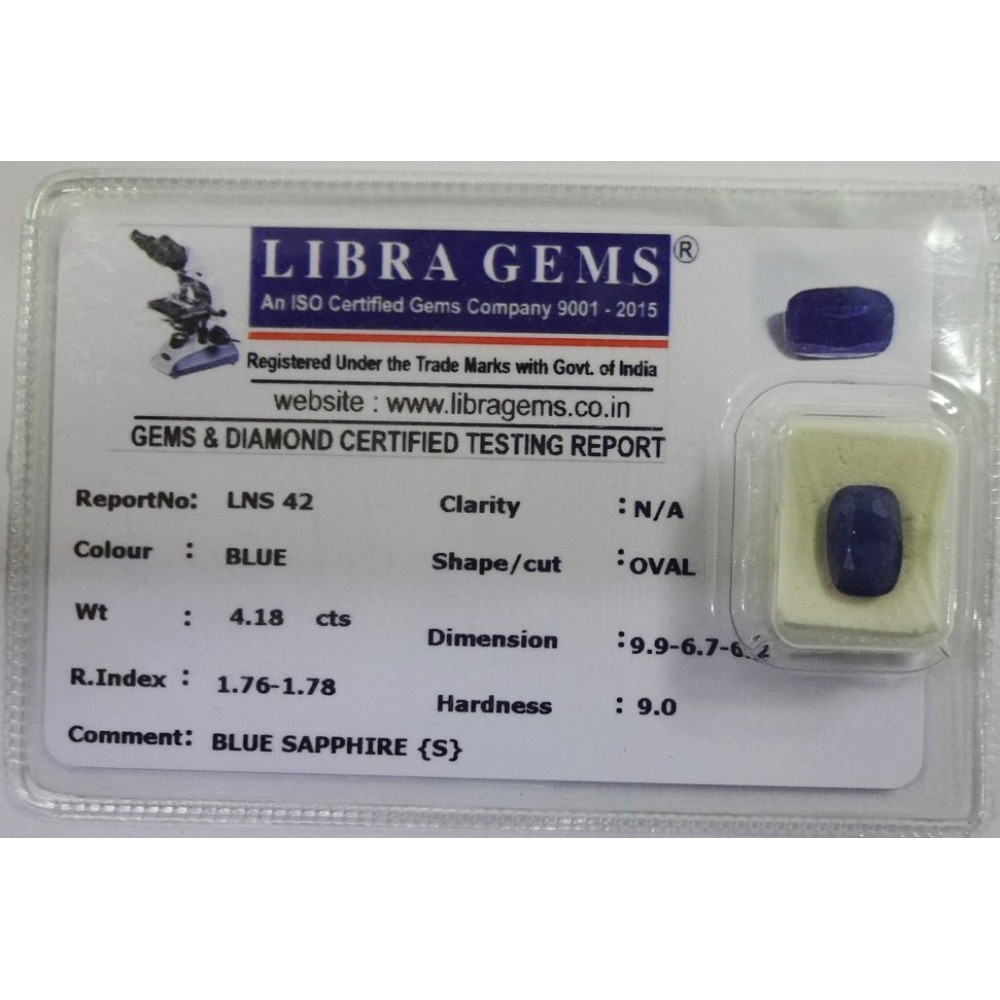 LIBRA GEMS ®
An ISO Certified Gems Company 9001 - 2015
Registered Under the Trade Marks with Govt. of India
website : www.libragems.co.in
GEMS & DIAMOND CERTIFIED TESTING REPORT
ReportNo: LNS 42
Clarity : N/A
Colour : BLUE
Shape/cut : OVAL
Wt : 4.18 cts
Dimension : 9.9-6.7-
R.Index : 1.76-1.78
Hardness : 9.0
Comment: BLUE SAPPHIRE {S}